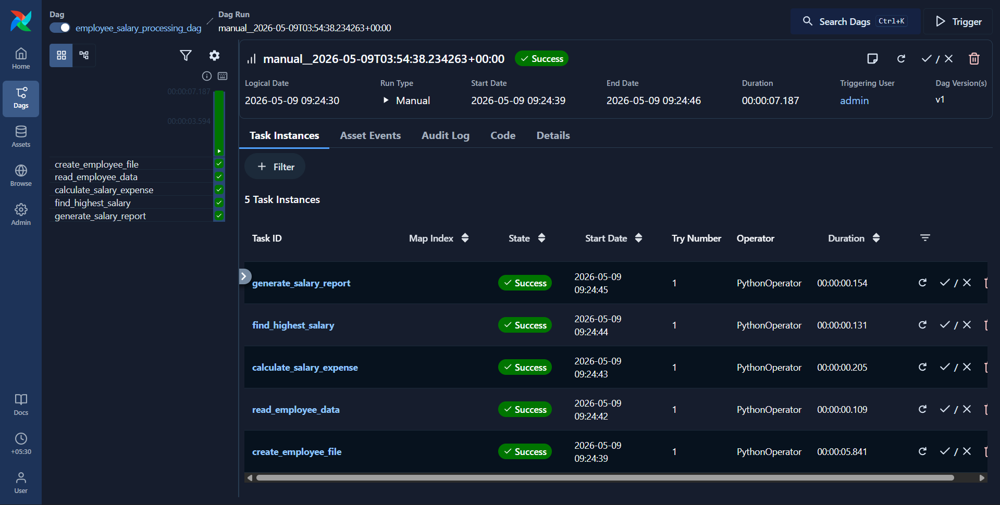 Dag
employee_salary_processing_dag
Dag Run
manual__2026-05-09T03:54:38.234263+00:00
Search Dags Ctrl+K
Trigger
Home
Dags
Assets
Browse
Admin
Docs
+05:30
User
00:00:07.187
00:00:03.594
create_employee_file
read_employee_data
calculate_salary_expense
find_highest_salary
generate_salary_report
manual__2026-05-09T03:54:38.234263+00:00 Success
/
Logical Date Run Type Start Date End Date Duration Triggering User Dag Version(s)
2026-05-09 09:24:30 Manual 2026-05-09 09:24:39 2026-05-09 09:24:46 00:00:07.187 admin v1
Task Instances Asset Events Audit Log Code Details
Filter
5 Task Instances
Task ID Map Index State Start Date Try Number Operator Duration
generate_salary_report Success 2026-05-09 09:24:45 1 PythonOperator 00:00:00.154 /
find_highest_salary Success 2026-05-09 09:24:44 1 PythonOperator 00:00:00.131 /
calculate_salary_expense Success 2026-05-09 09:24:43 1 PythonOperator 00:00:00.205 /
read_employee_data Success 2026-05-09 09:24:42 1 PythonOperator 00:00:00.109 /
create_employee_file Success 2026-05-09 09:24:39 1 PythonOperator 00:00:05.841 /